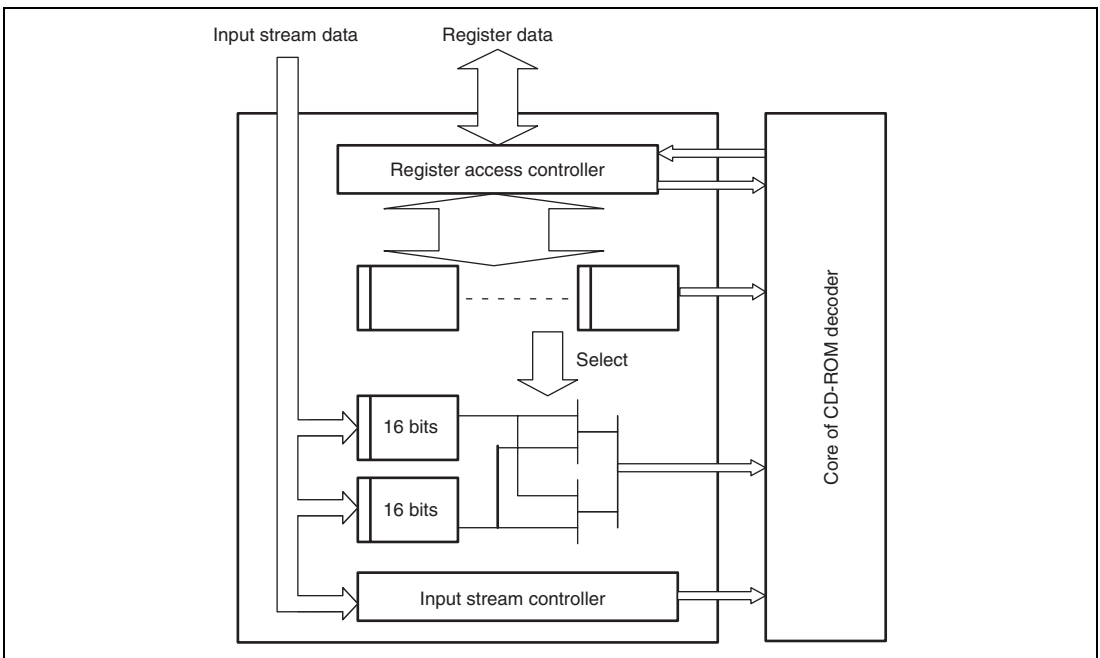 Input stream data
Register data
Register access controller
Select
16 bits
16 bits
Input stream controller
Core of CD-ROM decoder